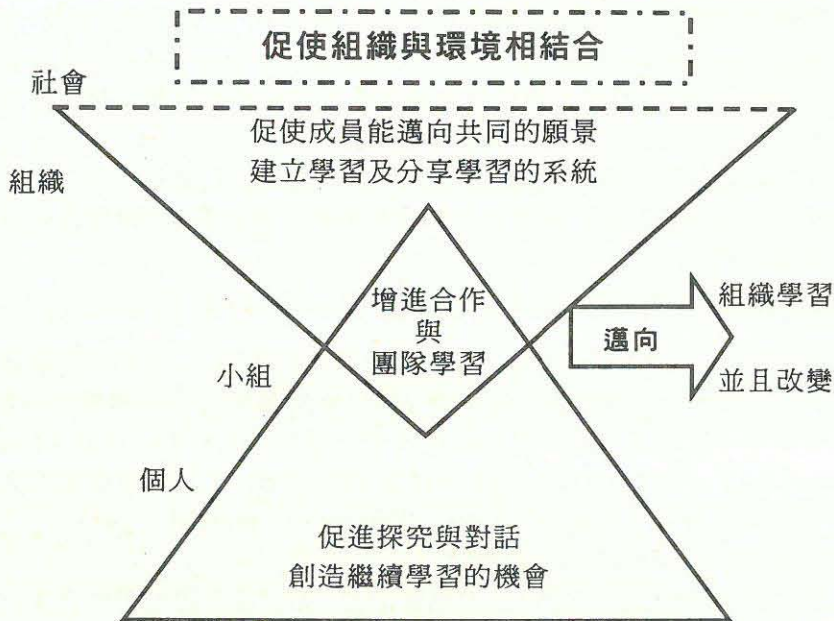 促使組織與環境相結合
社會
促使成員能邁向共同的願景
建立學習及分享學習的系統
組織
增進合作
與
團隊學習
小組
組織學習
邁向
並且改變
個人
促進探究與對話
創造繼續學習的機會